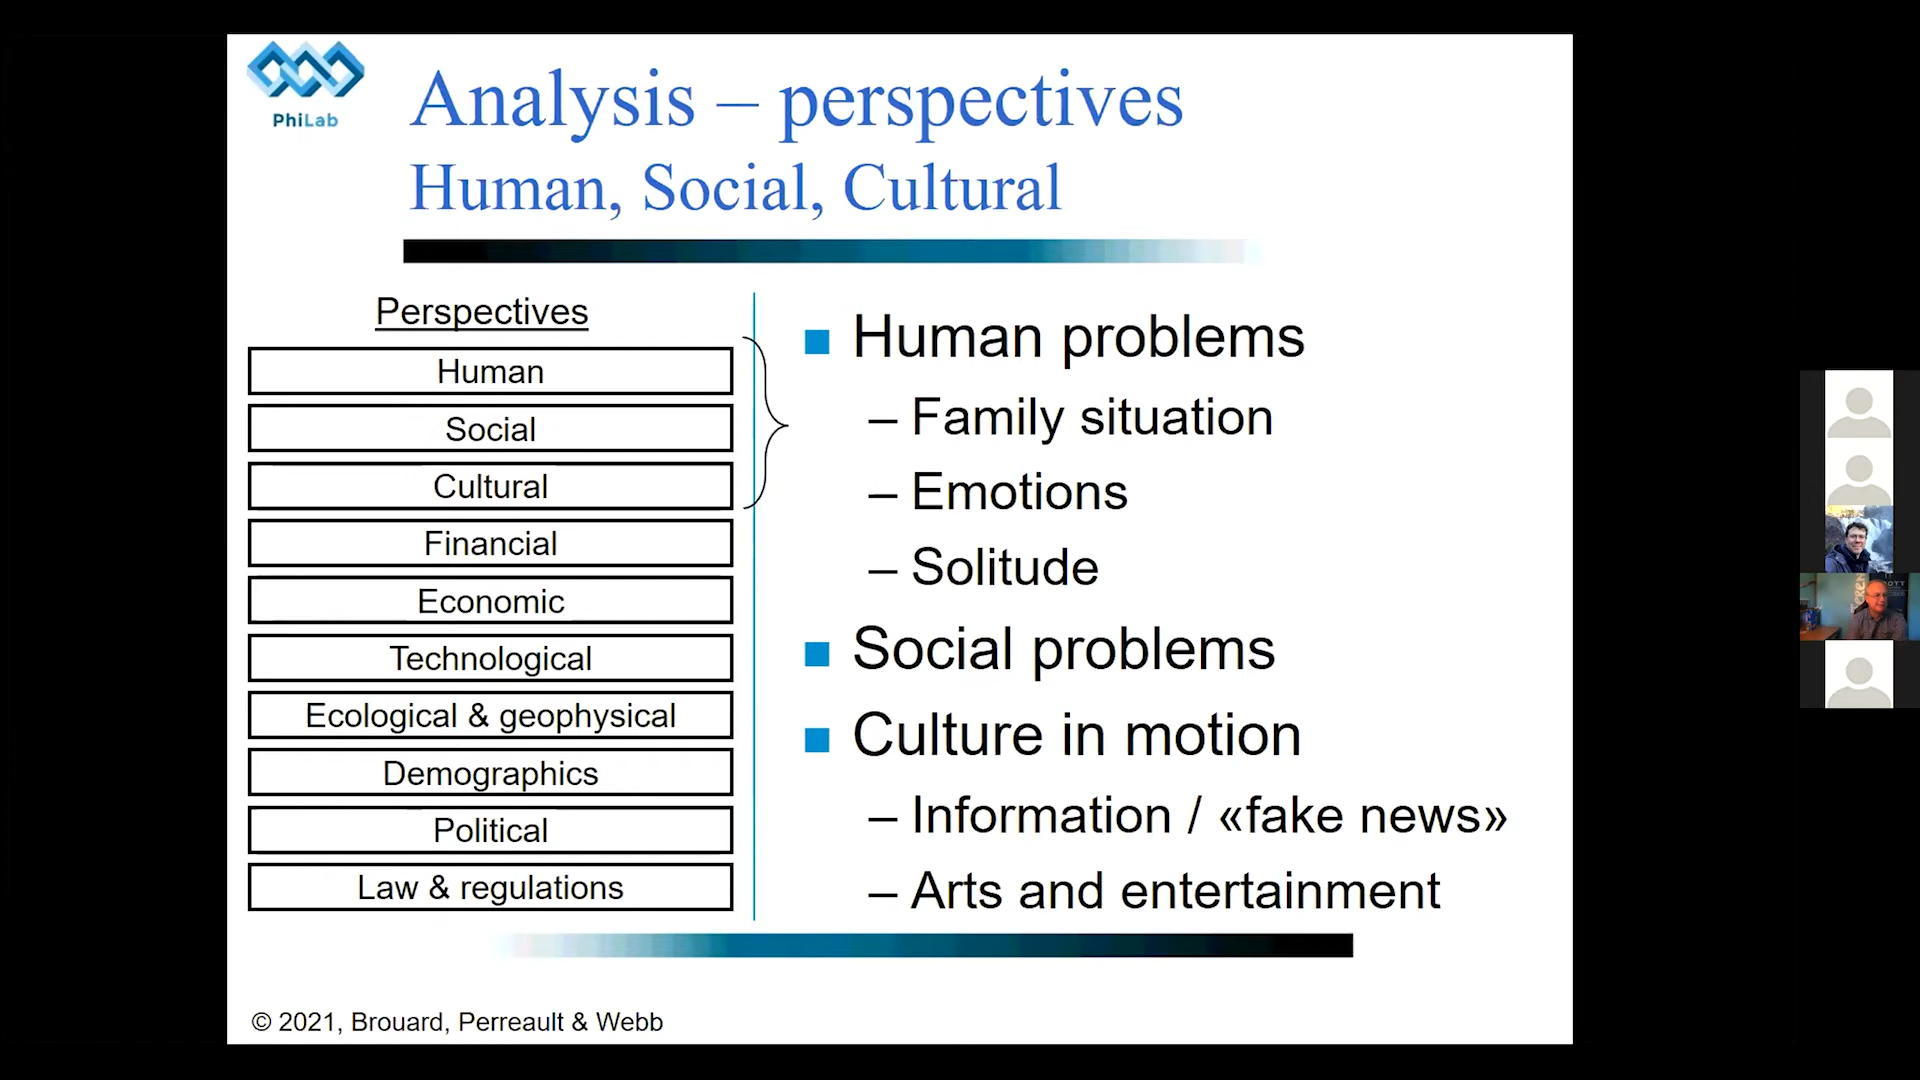 PhiLab
Analysis – perspectives
Human, Social, Cultural
Perspectives
Human
Social
Cultural
Financial
Economic
Technological
Ecological & geophysical
Demographics
Political
Law & regulations
■ Human problems
– Family situation
– Emotions
– Solitude
■ Social problems
■ Culture in motion
– Information / «fake news»
– Arts and entertainment
© 2021, Brouard, Perreault & Webb